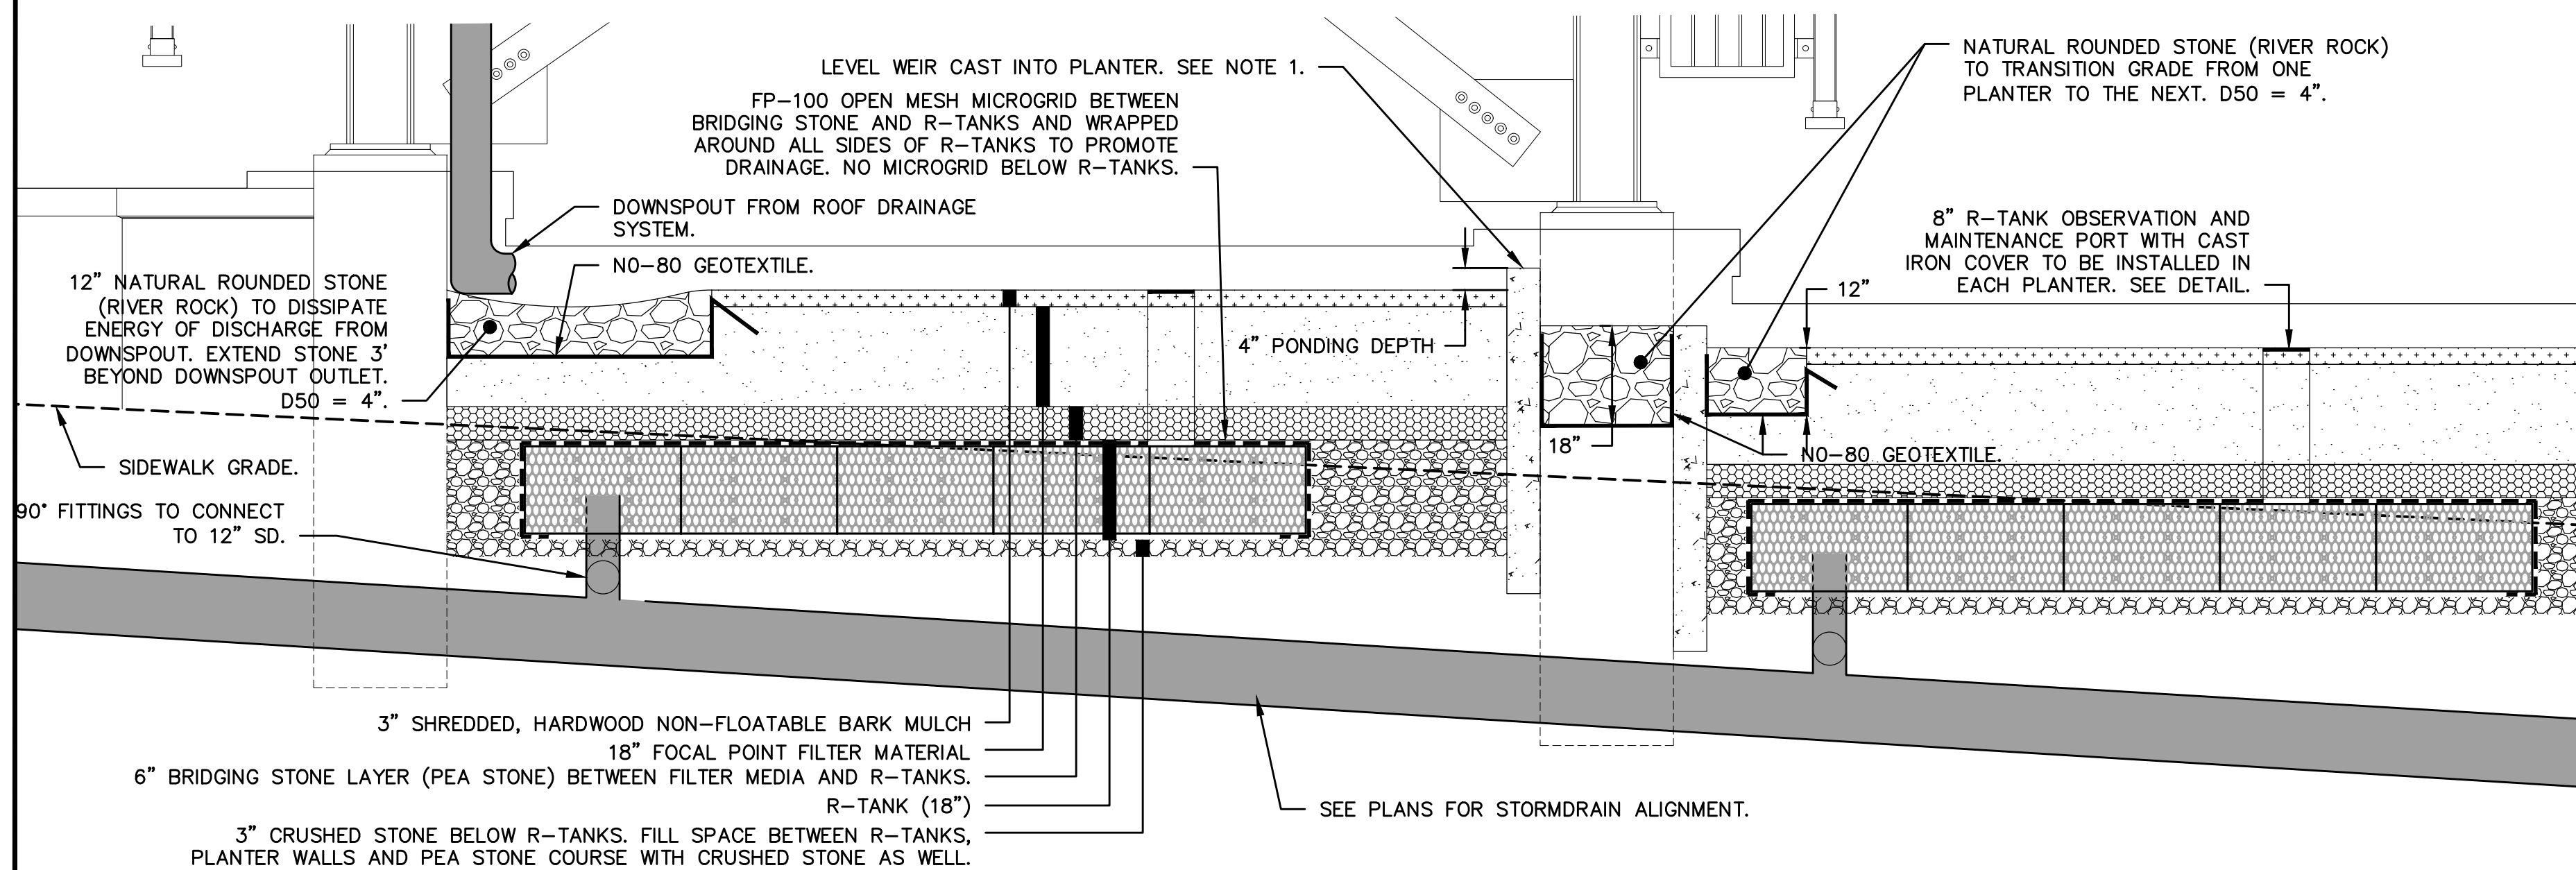 LEVEL WEIR CAST INTO PLANTER. SEE NOTE 1.
FP-100 OPEN MESH MICROGRID BETWEEN
BRIDGING STONE AND R-TANKS AND WRAPPED
AROUND ALL SIDES OF R-TANKS TO PROMOTE
DRAINAGE. NO MICROGRID BELOW R-TANKS.
NATURAL ROUNDED STONE (RIVER ROCK)
TO TRANSITION GRADE FROM ONE
PLANTER TO THE NEXT. D50 = 4".
DOWNSPOUT FROM ROOF DRAINAGE
SYSTEM.
NO-80 GEOTEXTILE.
8" R-TANK OBSERVATION AND
MAINTENANCE PORT WITH CAST
IRON COVER TO BE INSTALLED IN
EACH PLANTER. SEE DETAIL.
12" NATURAL ROUNDED STONE
(RIVER ROCK) TO DISSIPATE
ENERGY OF DISCHARGE FROM
DOWNSPOUT. EXTEND STONE 3'
BEYOND DOWNSPOUT OUTLET.
D50 = 4".
12"
4" PONDING DEPTH
18"
NO-80 GEOTEXTILE.
SIDEWALK GRADE.
90° FITTINGS TO CONNECT
TO 12" SD.
3" SHREDDED, HARDWOOD NON-FLOATABLE BARK MULCH
18" FOCAL POINT FILTER MATERIAL
6" BRIDGING STONE LAYER (PEA STONE) BETWEEN FILTER MEDIA AND R-TANKS.
R-TANK (18")
3" CRUSHED STONE BELOW R-TANKS. FILL SPACE BETWEEN R-TANKS,
PLANTER WALLS AND PEA STONE COURSE WITH CRUSHED STONE AS WELL.
SEE PLANS FOR STORMDRAIN ALIGNMENT.